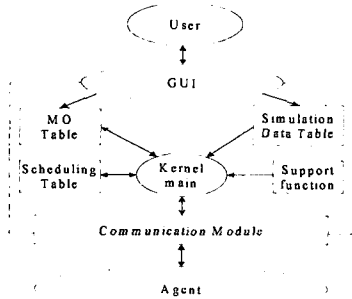 User
GUI
MO
Table
Simulation
Data Table
Scheduling
Table
Kernel
main
Support
function
Communication Module
Agent